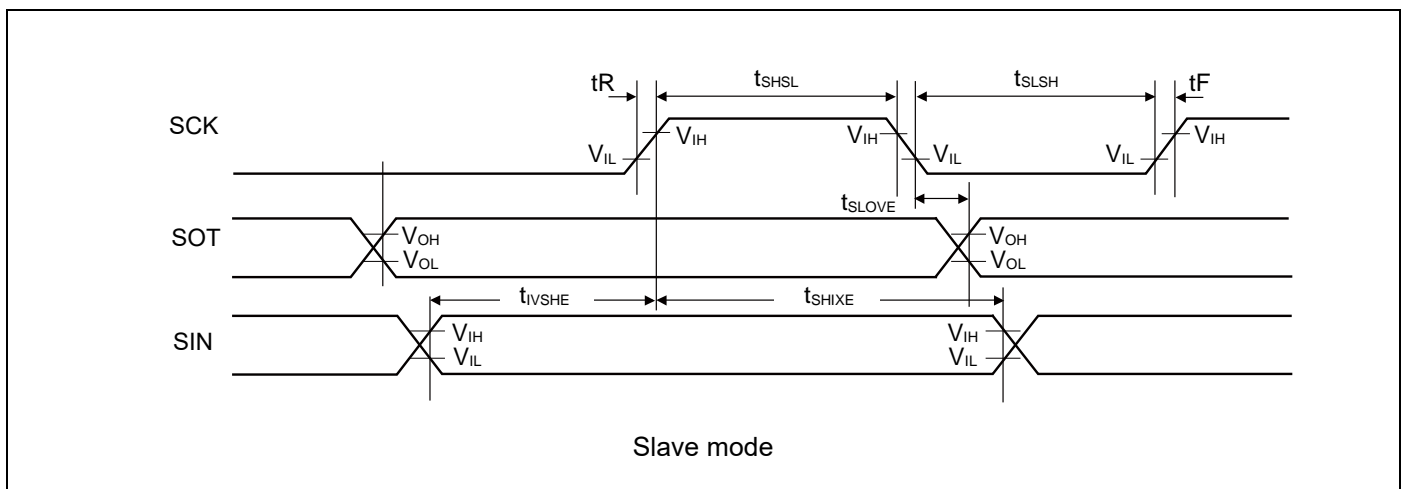 tR tSHSL tSLSH tF
SCK VIH VIH VIH
VIL VIL VIL
tSLOVE
SOT VOH VOH
VOL VOL
tIVSHE tSHIXE
SIN VIH VIH
VIL VIL
Slave mode